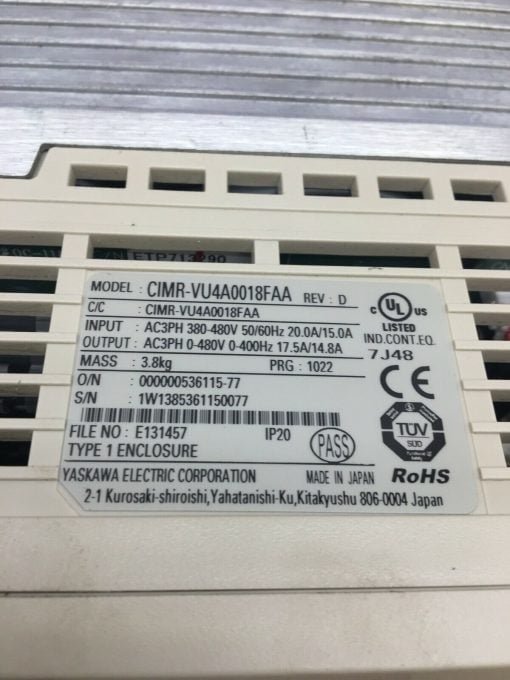 ETP713290
MODEL : CIMR-VU4A0018FAA REV : D
C/C : CIMR-VU4A0018FAA
INPUT : AC3PH 380-480V 50/60Hz 20.0A/15.0A
OUTPUT : AC3PH 0-480V 0-400Hz 17.5A/14.8A
MASS : 3.8kg PRG : 1022
O/N : 000000536115-77
S/N : 1W1385361150077
FILE NO : E131457 IP20
TYPE 1 ENCLOSURE
PASS
YASKAWA ELECTRIC CORPORATION MADE IN JAPAN
2-1 Kurosaki-shiroishi,Yahatanishi-Ku,Kitakyushu 806-0004 Japan
C UL US
LISTED
IND.CONT.EQ.
7J48
CE
TÜV
SÜD
RoHS